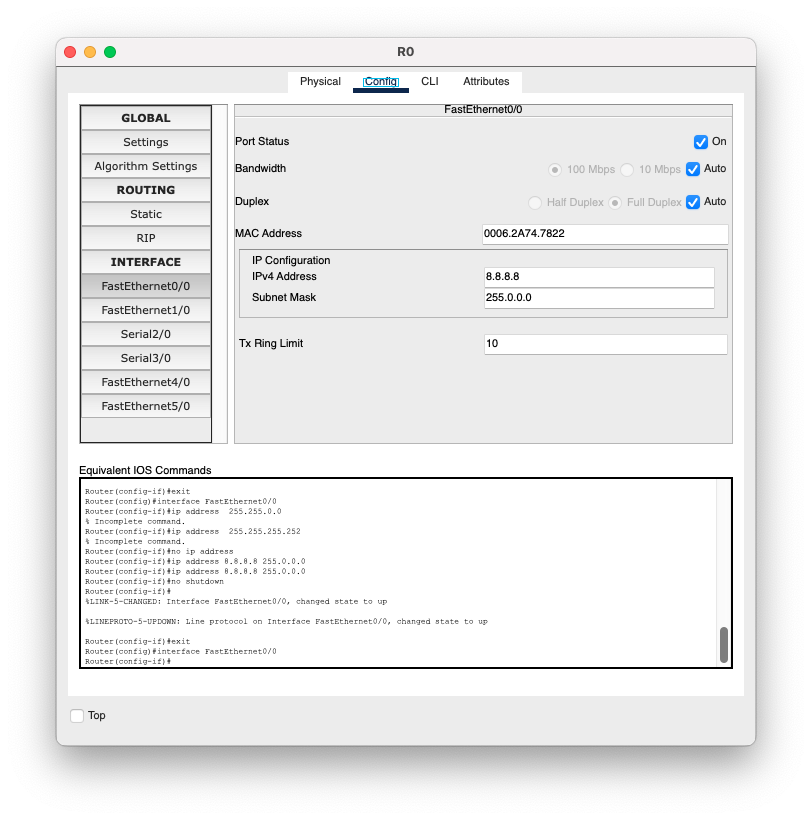 R0
Physical Config CLI Attributes
GLOBAL
Settings
Algorithm Settings
ROUTING
Static
RIP
INTERFACE
FastEthernet0/0
FastEthernet1/0
Serial2/0
Serial3/0
FastEthernet4/0
FastEthernet5/0
FastEthernet0/0
Port Status On
Bandwidth 100 Mbps 10 Mbps Auto
Duplex Half Duplex Full Duplex Auto
MAC Address 0006.2A74.7822
IP Configuration
IPv4 Address 8.8.8.8
Subnet Mask 255.0.0.0
Tx Ring Limit 10
Equivalent IOS Commands
Router(config-if)#exit
Router(config)#interface FastEthernet0/0
Router(config-if)#ip address  255.255.0.0
% Incomplete command.
Router(config-if)#ip address  255.255.255.252
% Incomplete command.
Router(config-if)#no ip address
Router(config-if)#ip address 8.8.8.8 255.0.0.0
Router(config-if)#ip address 8.8.8.8 255.0.0.0
Router(config-if)#no shutdown
Router(config-if)#
%LINK-5-CHANGED: Interface FastEthernet0/0, changed state to up
%LINEPROTO-5-UPDOWN: Line protocol on Interface FastEthernet0/0, changed state to up
Router(config-if)#exit
Router(config)#interface FastEthernet0/0
Router(config-if)#
Top